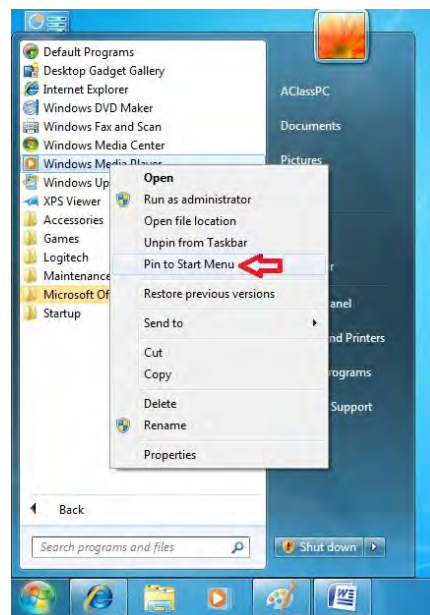 Default Programs
Desktop Gadget Gallery
Internet Explorer
Windows DVD Maker
Windows Fax and Scan
Windows Media Center
Windows Media Player
Windows Up
XPS Viewer
Accessories
Games
Logitech
Maintenance
Microsoft Of
Startup
Back
Search programs and files
Open
Run as administrator
Open file location
Unpin from Taskbar
Pin to Start Menu
Restore previous versions
Send to
Cut
Copy
Delete
Rename
Properties
AClassPC
Documents
Pictures
r
anel
nd Printers
rograms
Support
Shut down